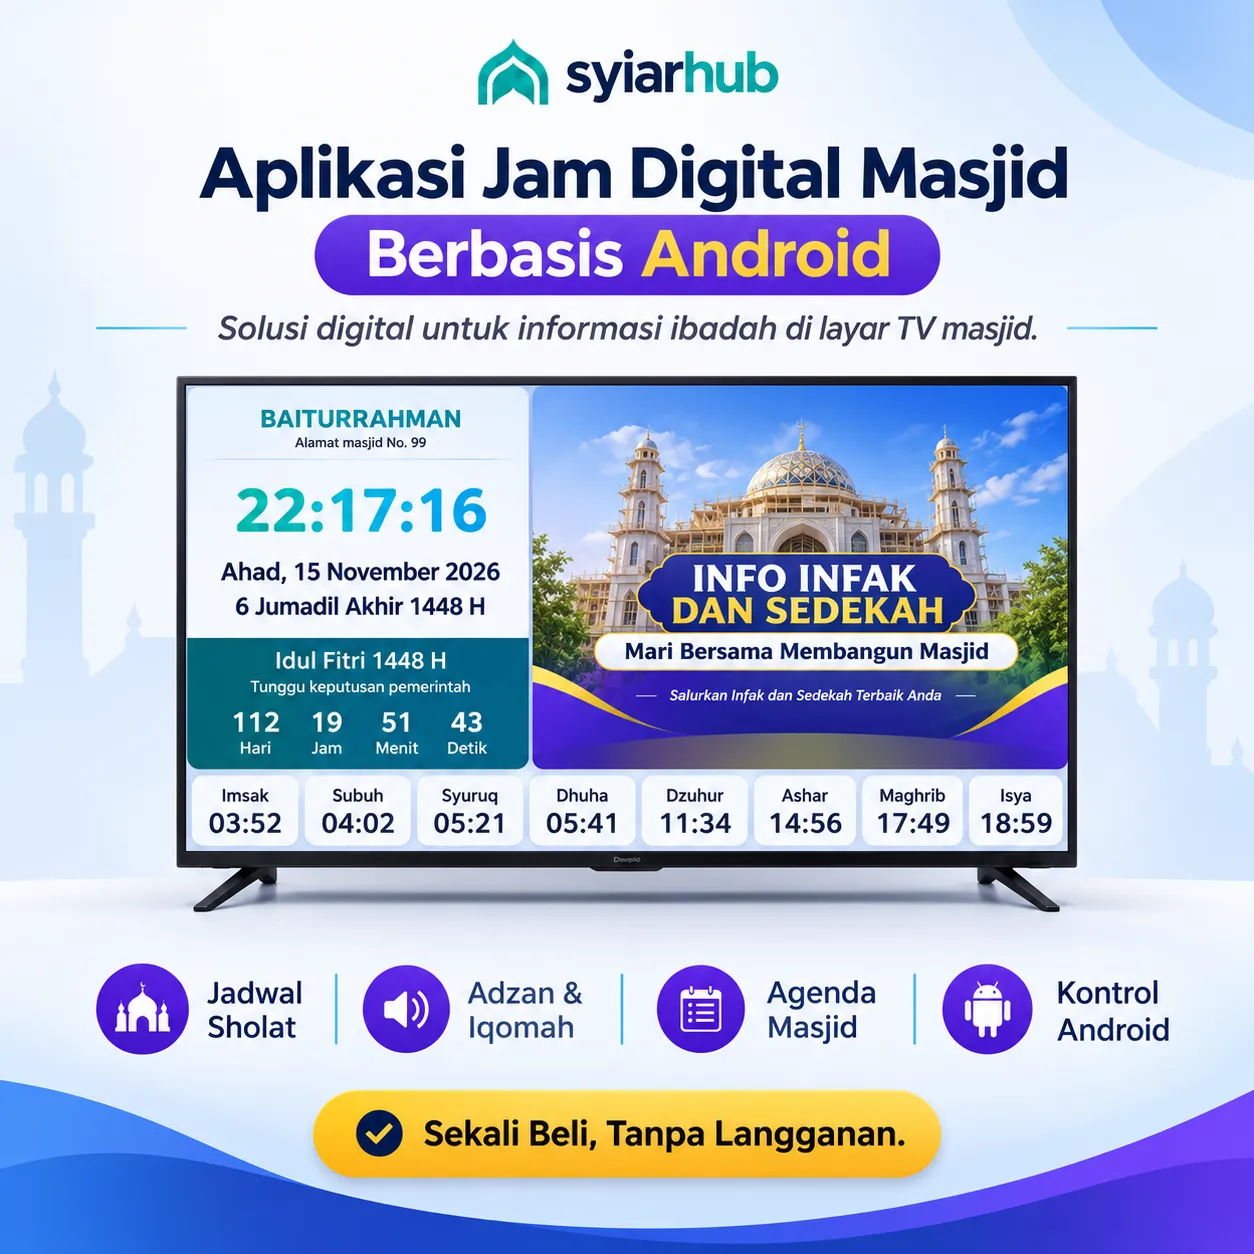 syiarhub
Aplikasi Jam Digital Masjid
Berbasis Android
Solusi digital untuk informasi ibadah di layar TV masjid.
BAITURRAHMAN
Alamat masjid No. 99
22:17:16
Ahad, 15 November 2026
6 Jumadil Akhir 1448 H
Idul Fitri 1448 H
Tunggu keputusan pemerintah
112 19 51 43
Hari Jam Menit Detik
INFO INFAK
DAN SEDEKAH
Mari Bersama Membangun Masjid
Salurkan Infak dan Sedekah Terbaik Anda
Imsak Subuh Syuruq Dhuha Dzuhur Ashar Maghrib Isya
03:52 04:02 05:21 05:41 11:34 14:56 17:49 18:59
Jadwal
Sholat
Adzan &
Iqomah
Agenda
Masjid
Kontrol
Android
Sekali Beli, Tanpa Langganan.